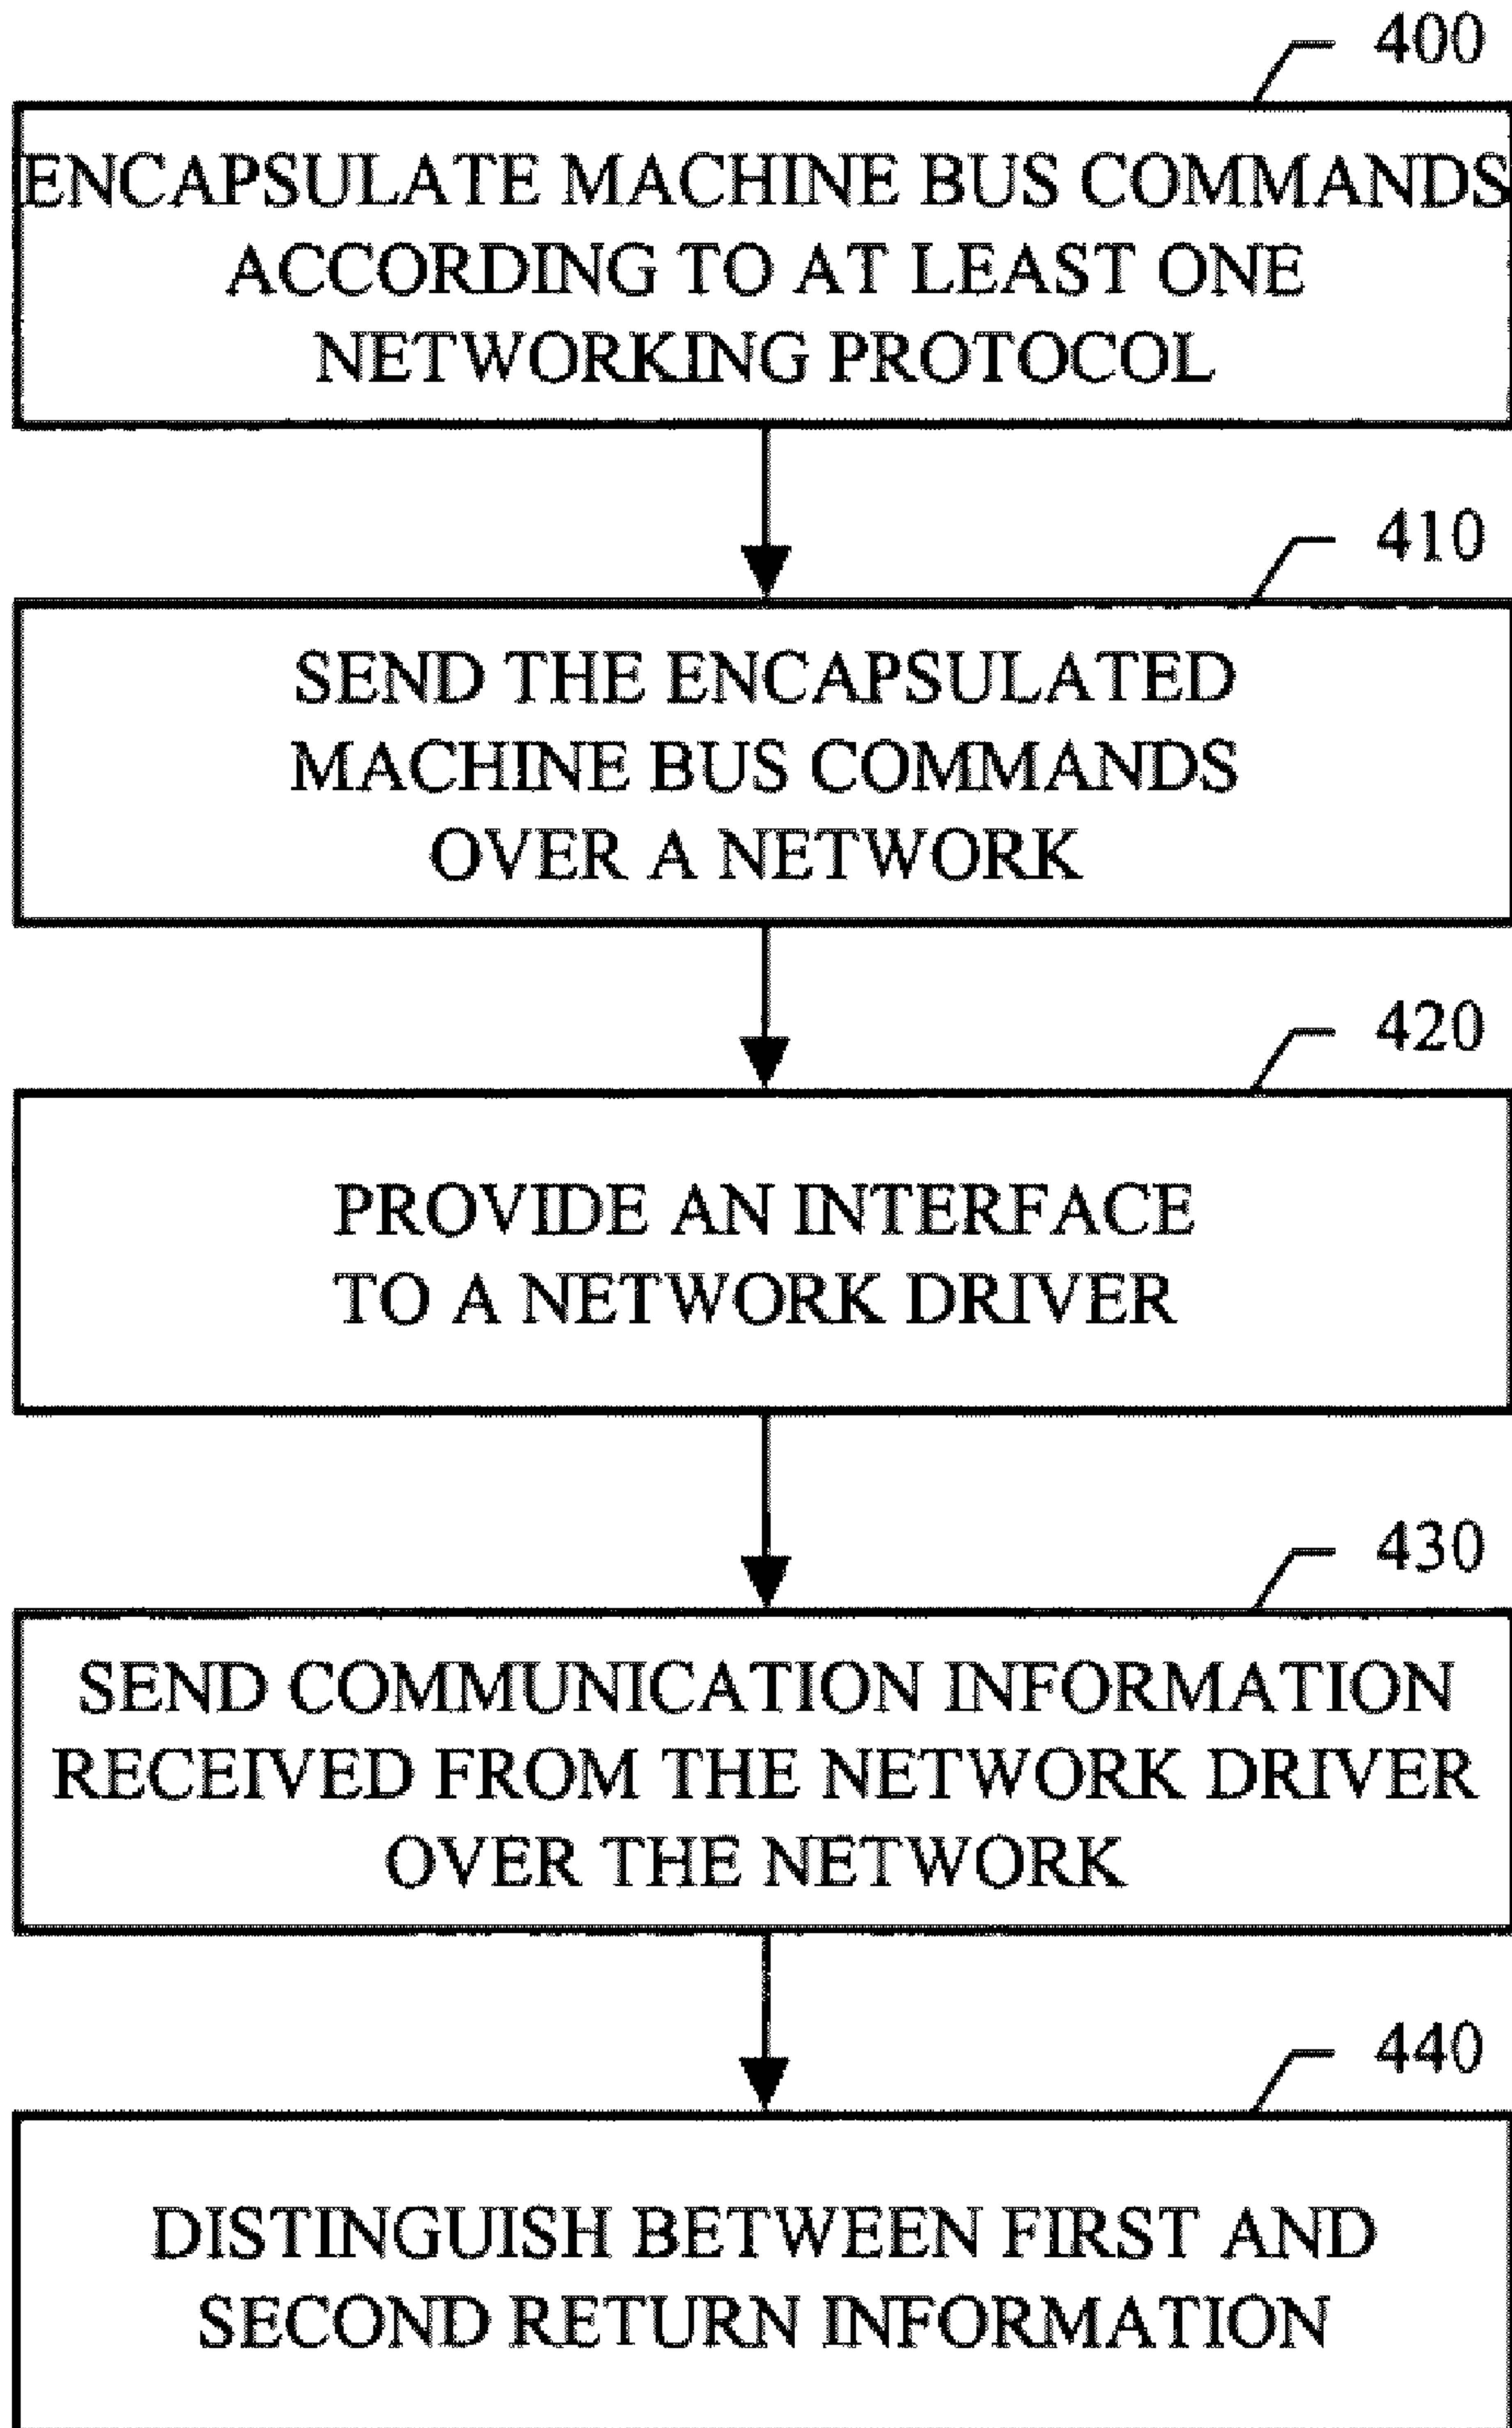 400
ENCAPSULATE MACHINE BUS COMMANDS
ACCORDING TO AT LEAST ONE
NETWORKING PROTOCOL
410
SEND THE ENCAPSULATED
MACHINE BUS COMMANDS
OVER A NETWORK
420
PROVIDE AN INTERFACE
TO A NETWORK DRIVER
430
SEND COMMUNICATION INFORMATION
RECEIVED FROM THE NETWORK DRIVER
OVER THE NETWORK
440
DISTINGUISH BETWEEN FIRST AND
SECOND RETURN INFORMATION